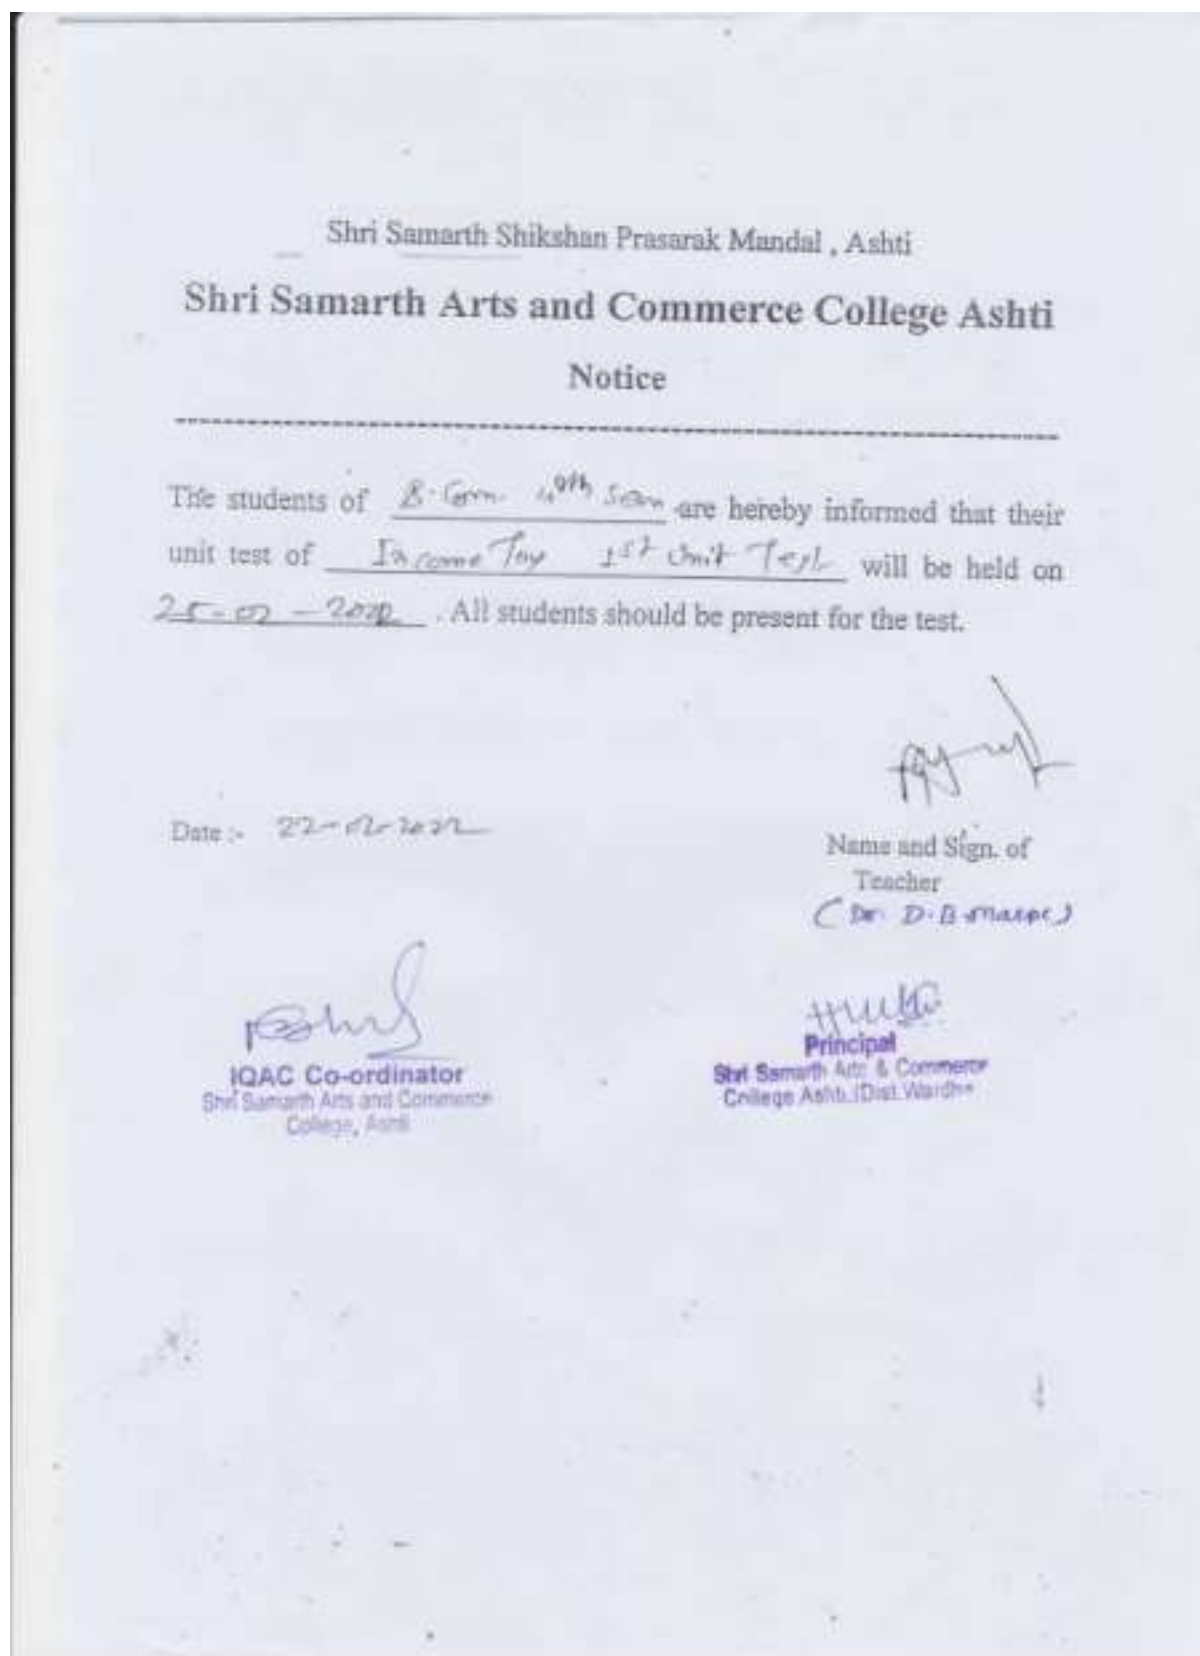 Shri Samarth Shikshan Prasarak Mandal , Ashti
Shri Samarth Arts and Commerce College Ashti
Notice
The students of B.Com. 4th Sem are hereby informed that their
unit test of Income Tax 1st Unit Test will be held on
25-02-2022 . All students should be present for the test.
Date :- 22-02-2022
Name and Sign. of
Teacher
(Dr. D.B.
IQAC Co-ordinator
Shri Samarth Arts and Commerce
College, Ashti
Principal
Shri Samarth Arts & Commerce
College Ashti.(Dist.Wardha